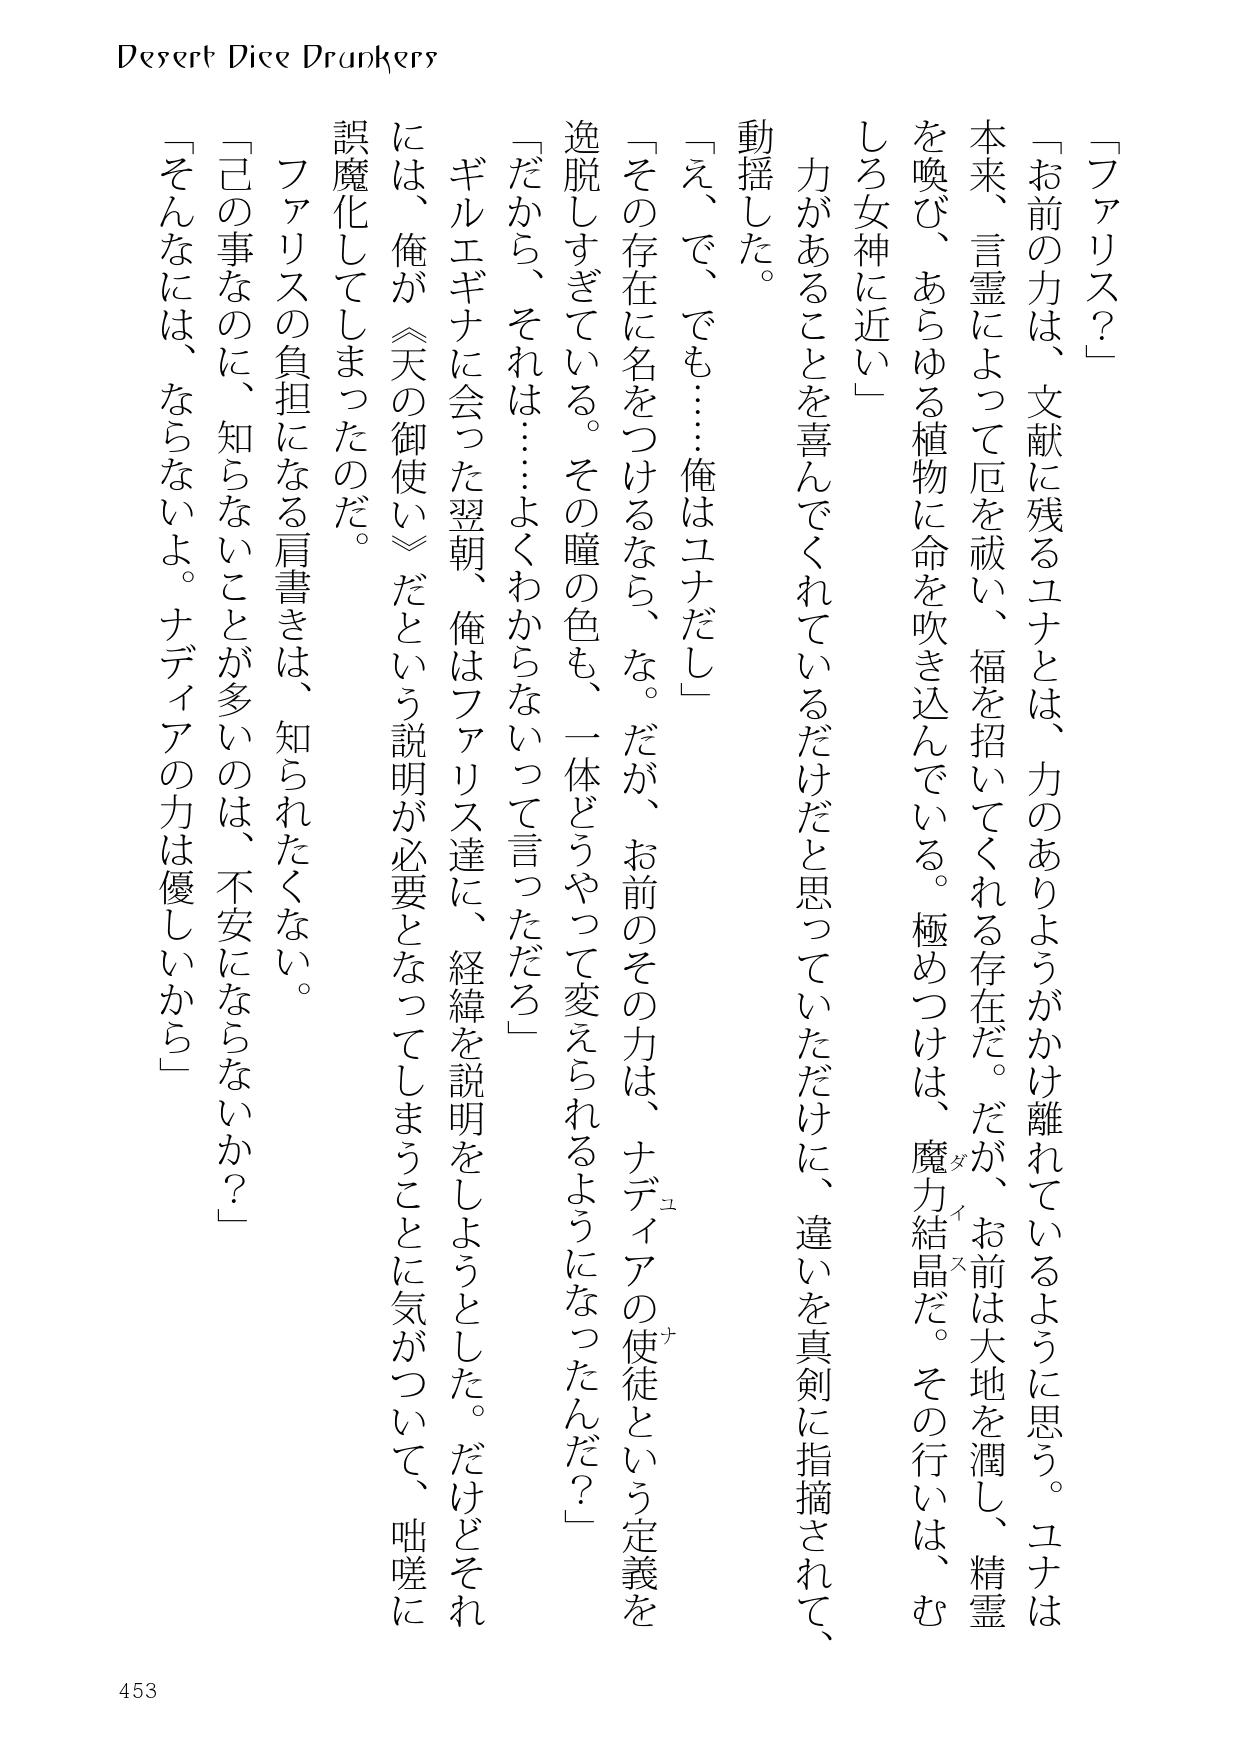 Desert Dice Drunkers
「ファリス？」
「お前の力は、文献に残るユナとは、力のありようがかけ離れているように思う。ユナは
本来、言霊によって厄を祓い、福を招いてくれる存在だ。だが、お前は大地を潤し、精霊
を喚び、あらゆる植物に命を吹き込んでいる。極めつけは、魔力結晶だ。その行いは、む
ダイス
しろ女神に近い」
力があることを喜んでくれているだけだと思っていただけに、違いを真剣に指摘されて、
動揺した。
「え、で、でも……俺はユナだし」
「その存在に名をつけるなら、な。だが、お前のその力は、ナディアの使徒という定義を
ユナ
逸脱しすぎている。その瞳の色も、一体どうやって変えられるようになったんだ？」
「だから、それは……よくわからないって言っただろ」
ギルエギナに会った翌朝、俺はファリス達に、経緯を説明をしようとした。だけどそれ
には、俺が《天の御使い》だという説明が必要となってしまうことに気がついて、咄嗟に
誤魔化してしまったのだ。
ファリスの負担になる肩書きは、知られたくない。
「己の事なのに、知らないことが多いのは、不安にならないか？」
「そんなには、ならないよ。ナディアの力は優しいから」
453